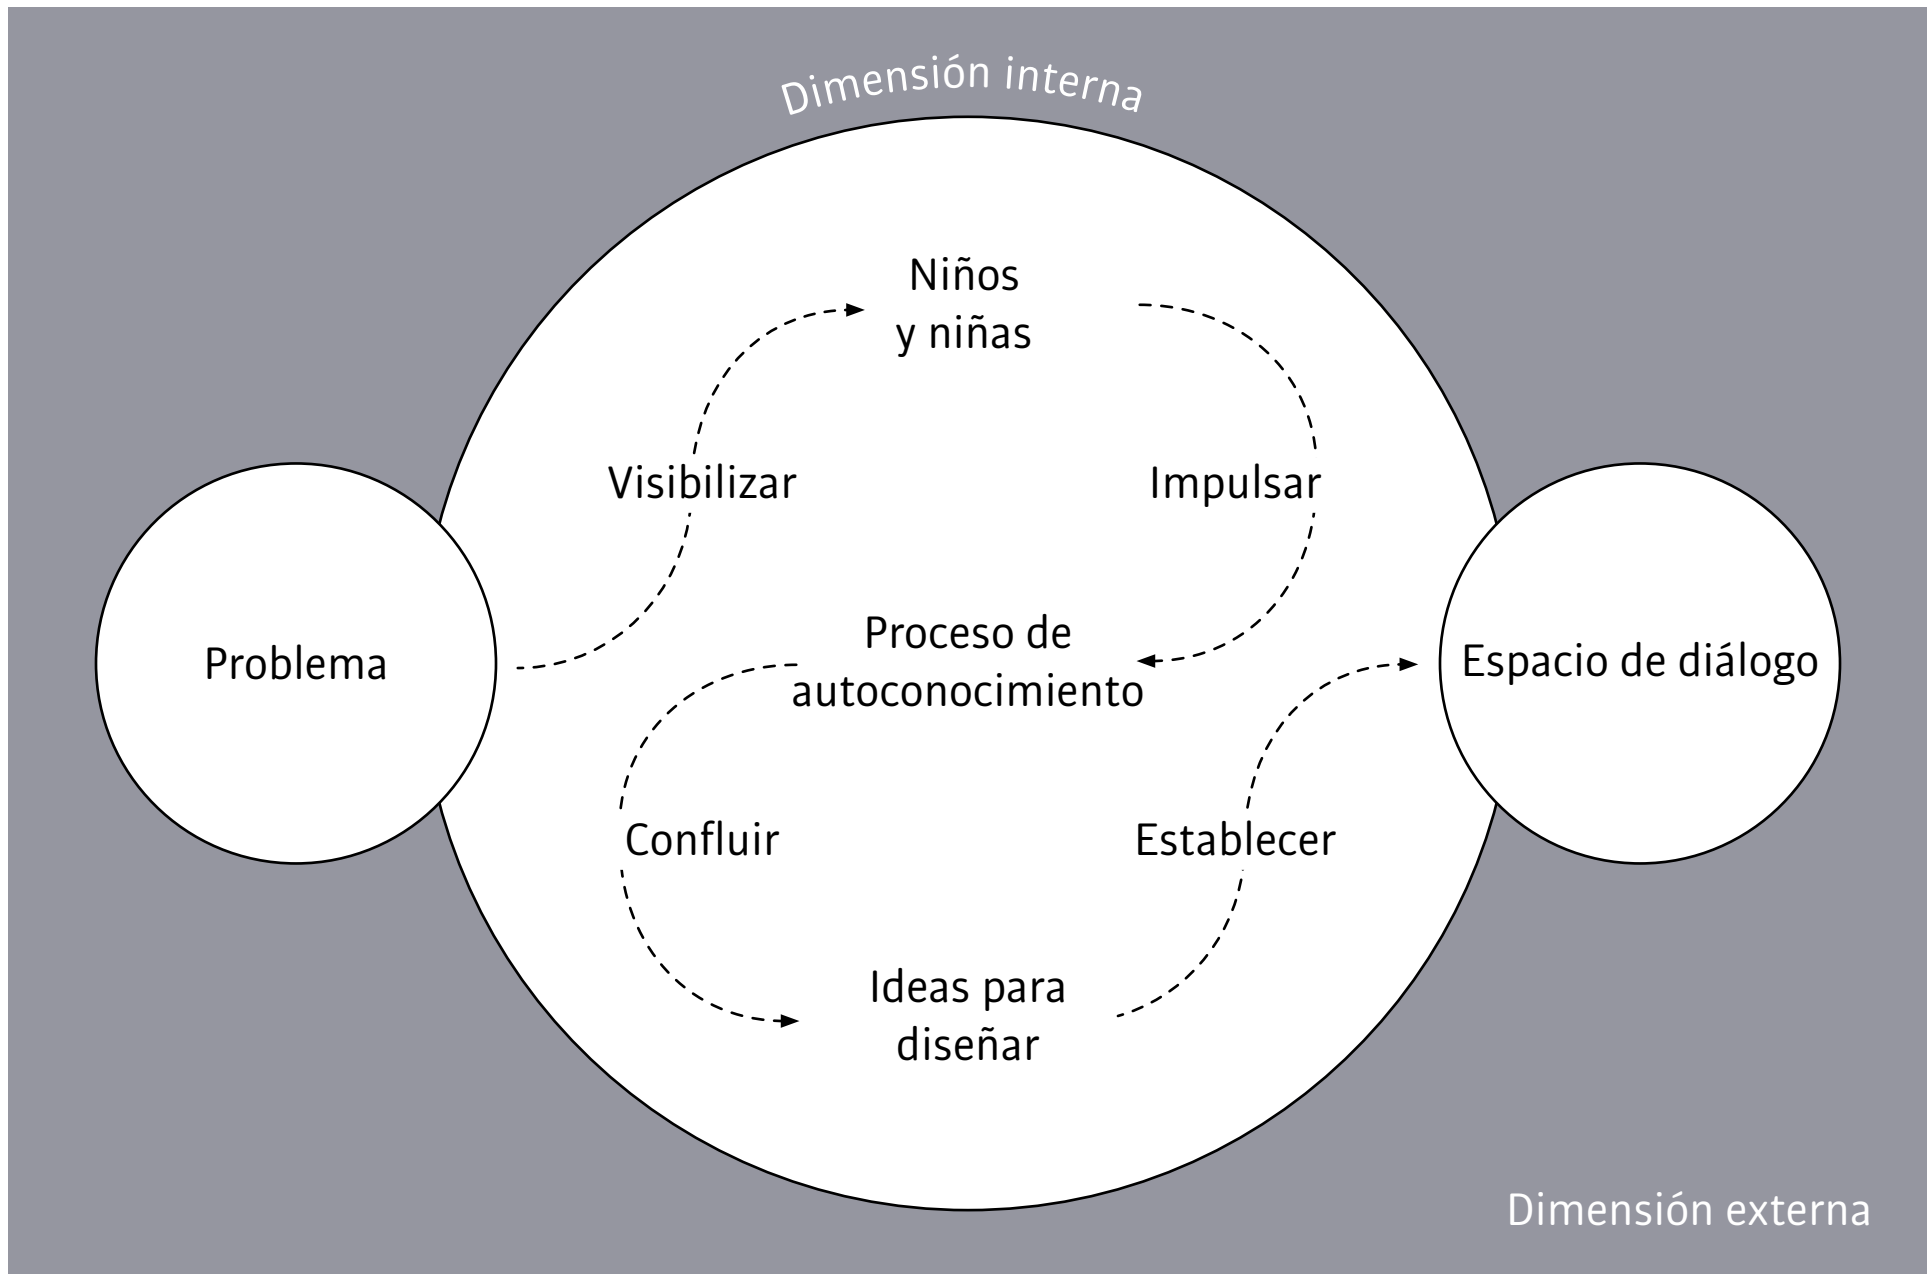 Dimensión interna
Niños
y niñas
Visibilizar
Impulsar
Problema
Proceso de
autoconocimiento
Espacio de diálogo
Confluir
Establecer
Ideas para
diseñar
Dimensión externa